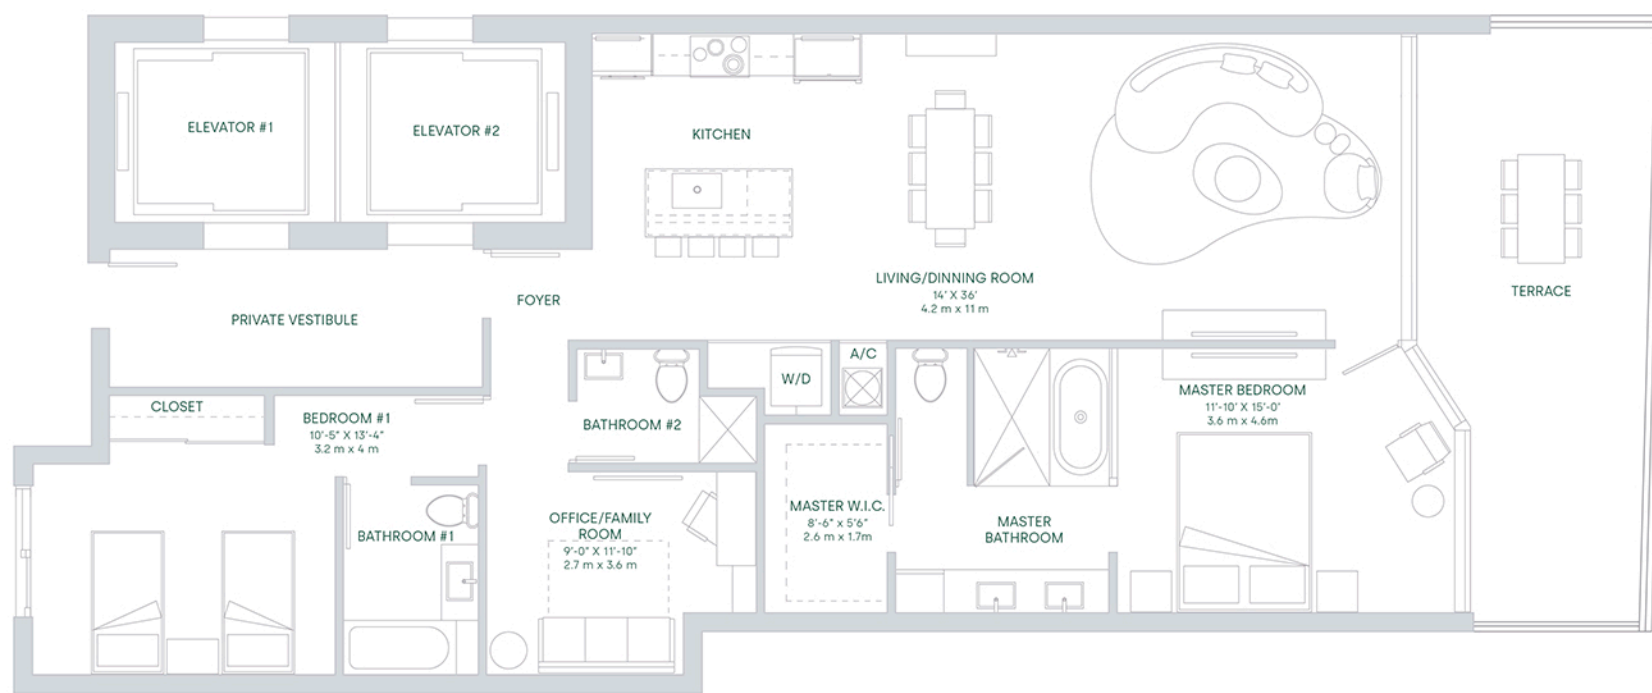 ELEVATOR #1
ELEVATOR #2
KITCHEN
LIVING/DINNING ROOM
14' X 36'
4.2 m x 11 m
TERRACE
FOYER
PRIVATE VESTIBULE
A/C
W/D
MASTER BEDROOM
11'-10' X 15'-0'
3.6 m x 4.6m
CLOSET
BEDROOM #1
10'-5" X 13'-4"
3.2 m x 4 m
BATHROOM #2
MASTER W.I.C.
8'-6" x 5'6"
2.6 m x 1.7m
OFFICE/FAMILY
ROOM
9'-0" X 11'-10"
2.7 m x 3.6 m
MASTER
BATHROOM
BATHROOM #1